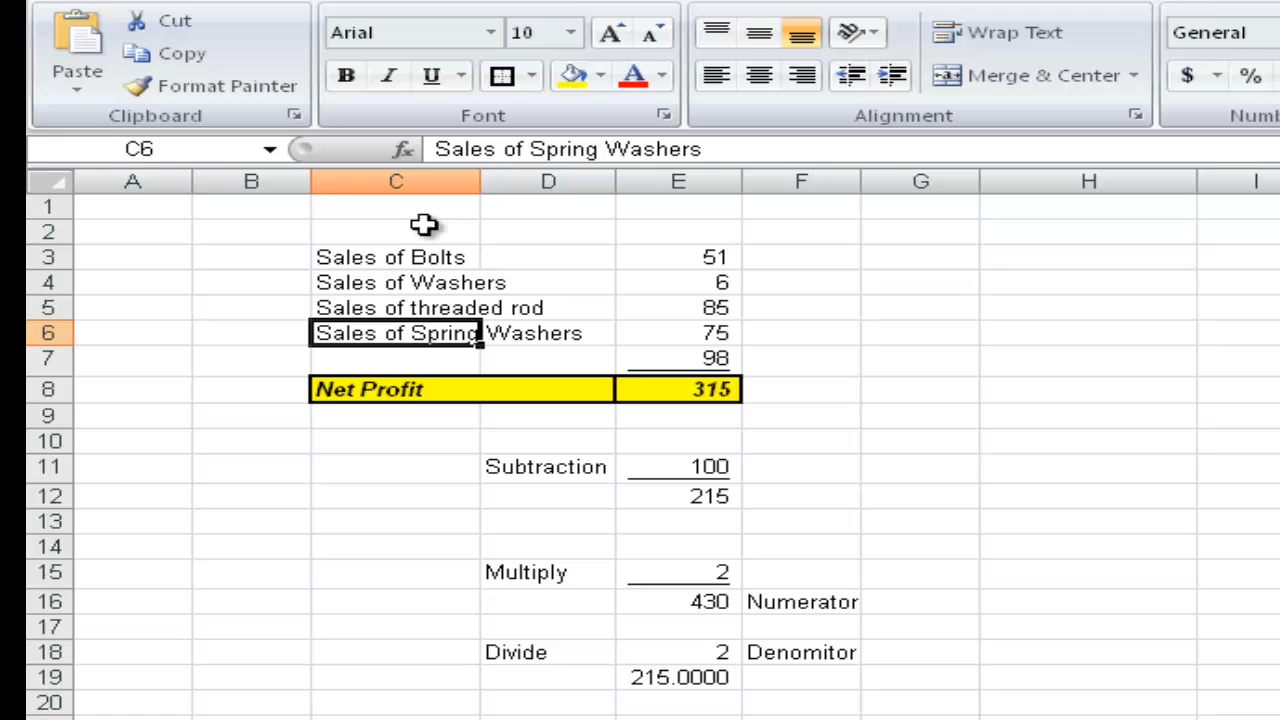 Cut
Arial 10 A A Wrap Text General
Copy
Paste Format Painter B I U A Merge & Center $ %
Clipboard Font Alignment
C6 fx Sales of Spring Washers
A B C D E F G H I
1
2
3 Sales of Bolts 51
4 Sales of Washers 6
5 Sales of threaded rod 85
6 Sales of Spring Washers 75
7 98
8 Net Profit 315
9
10
11 Subtraction 100
12 215
13
14
15 Multiply 2
16 430 Numerator
17
18 Divide 2 Denomitor
19 215.0000
20